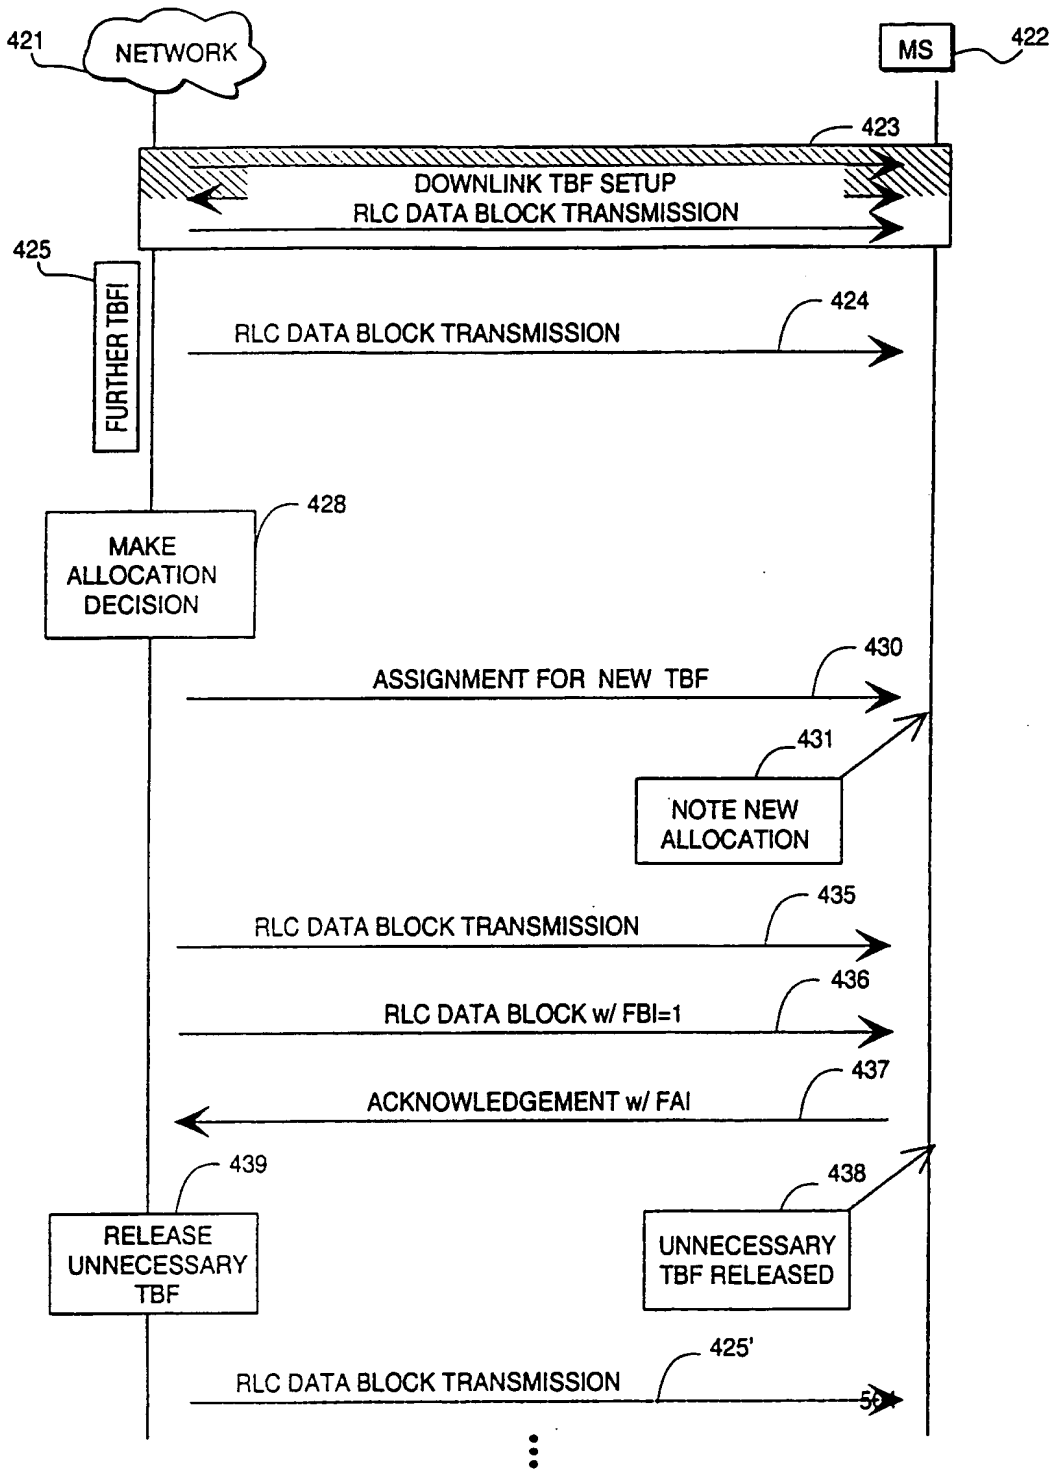 421
NETWORK
MS
422
423
DOWNLINK TBF SETUP
RLC DATA BLOCK TRANSMISSION
425
FURTHER TBF!
424
RLC DATA BLOCK TRANSMISSION
428
MAKE
ALLOCATION
DECISION
430
ASSIGNMENT FOR NEW TBF
431
NOTE NEW
ALLOCATION
435
RLC DATA BLOCK TRANSMISSION
436
RLC DATA BLOCK w/ FBI=1
437
ACKNOWLEDGEMENT w/ FAI
439
RELEASE
UNNECESSARY
TBF
438
UNNECESSARY
TBF RELEASED
425'
RLC DATA BLOCK TRANSMISSION